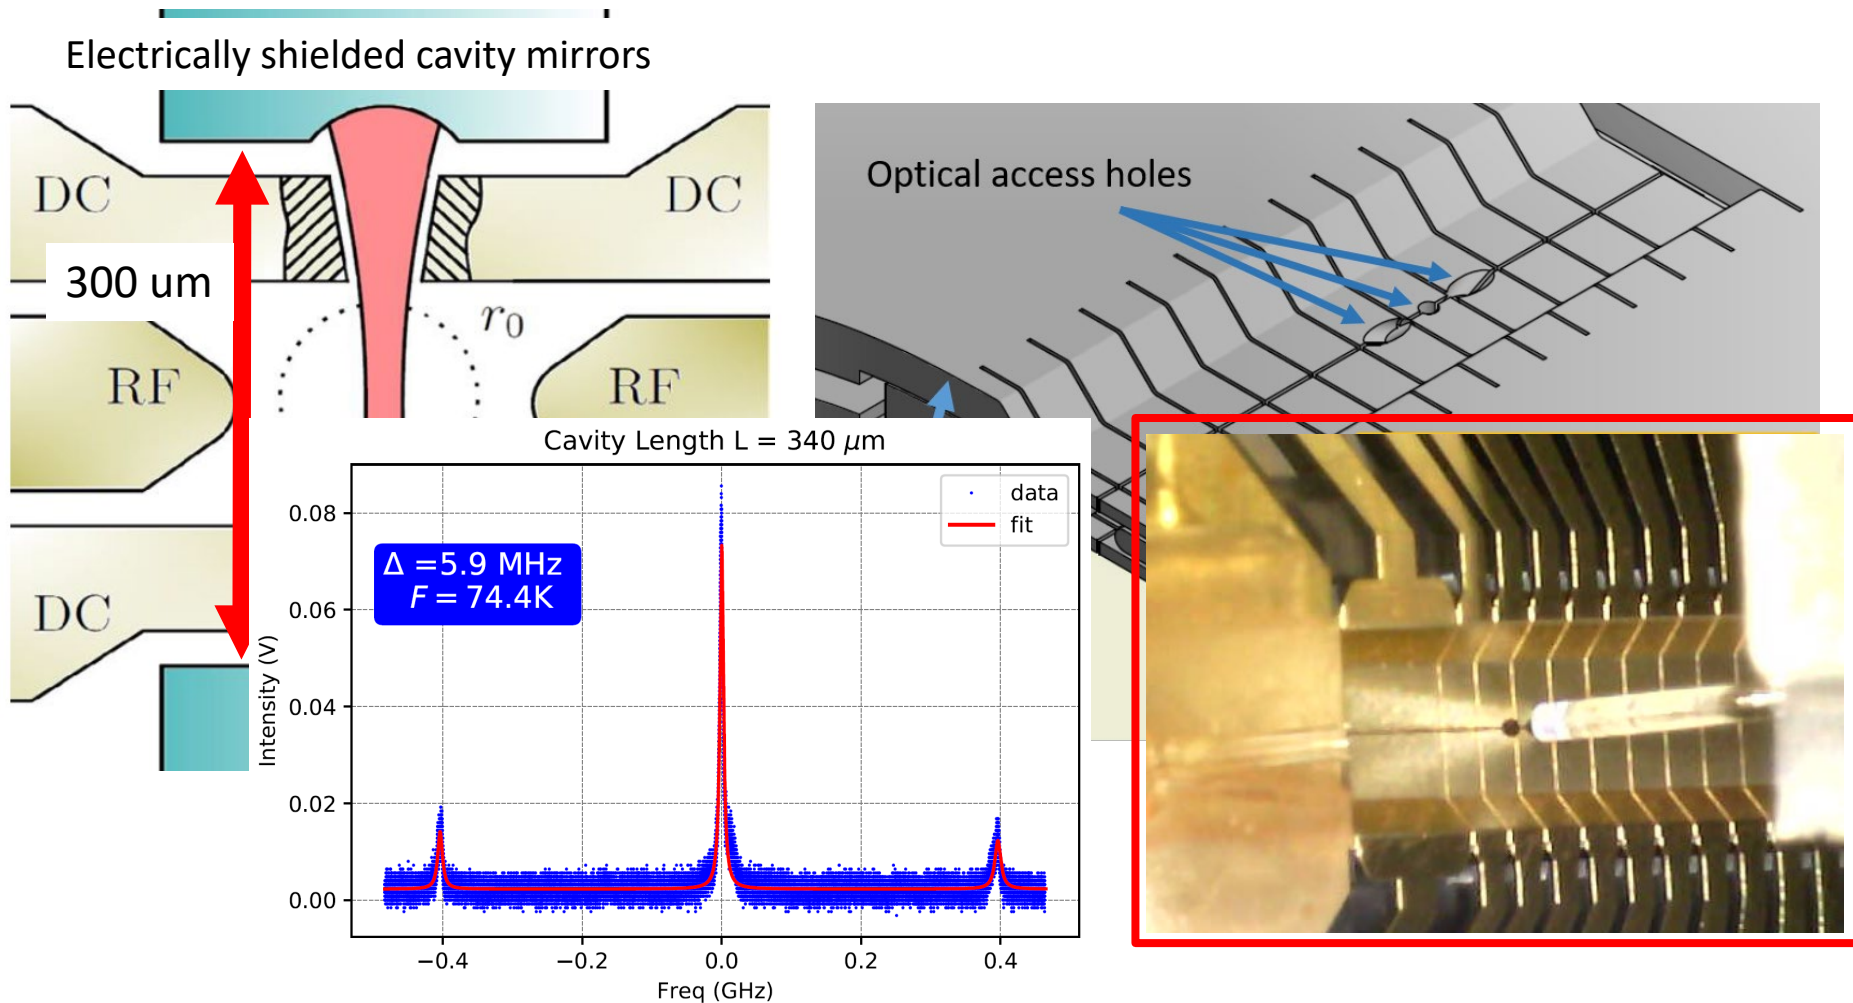 Electrically shielded cavity mirrors
DC
DC
300 um
r0
RF
RF
DC
Optical access holes
Cavity Length L = 340 μm
data
fit
Δ =5.9 MHz
F = 74.4K
Intensity (V)
0.08
0.06
0.04
0.02
0.00
−0.4
−0.2
0.0
0.2
0.4
Freq (GHz)